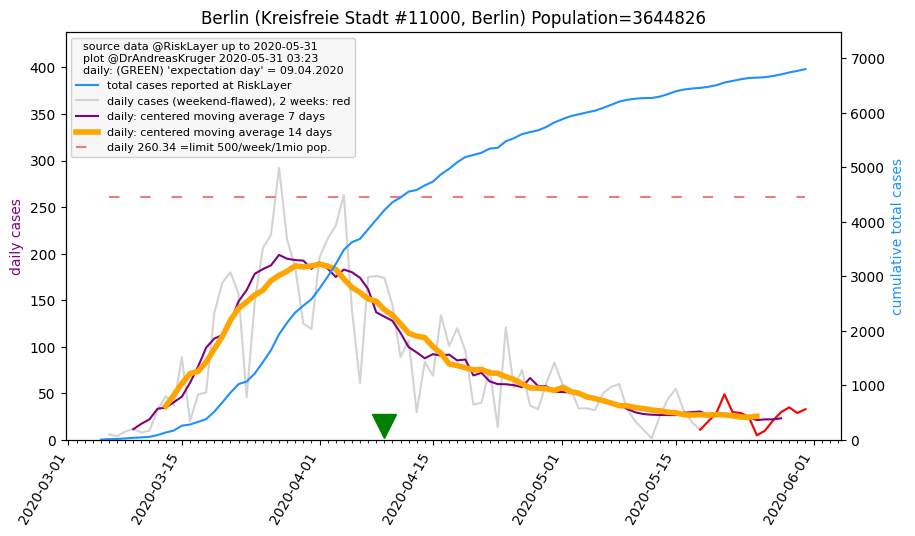 Berlin (Kreisfreie Stadt #11000, Berlin) Population=3644826
source data @RiskLayer up to 2020-05-31
plot @DrAndreasKruger 2020-05-31 03:23
daily: (GREEN) 'expectation day' = 09.04.2020
total cases reported at RiskLayer
daily cases (weekend-flawed), 2 weeks: red
daily: centered moving average 7 days
daily: centered moving average 14 days
daily 260.34 =limit 500/week/1mio pop.
daily cases
400
350
300
250
200
150
100
50
0
7000
6000
5000
4000
3000
2000
1000
0
cumulative total cases
2020-03-01
2020-03-15
2020-04-01
2020-04-15
2020-05-01
2020-05-15
2020-06-01